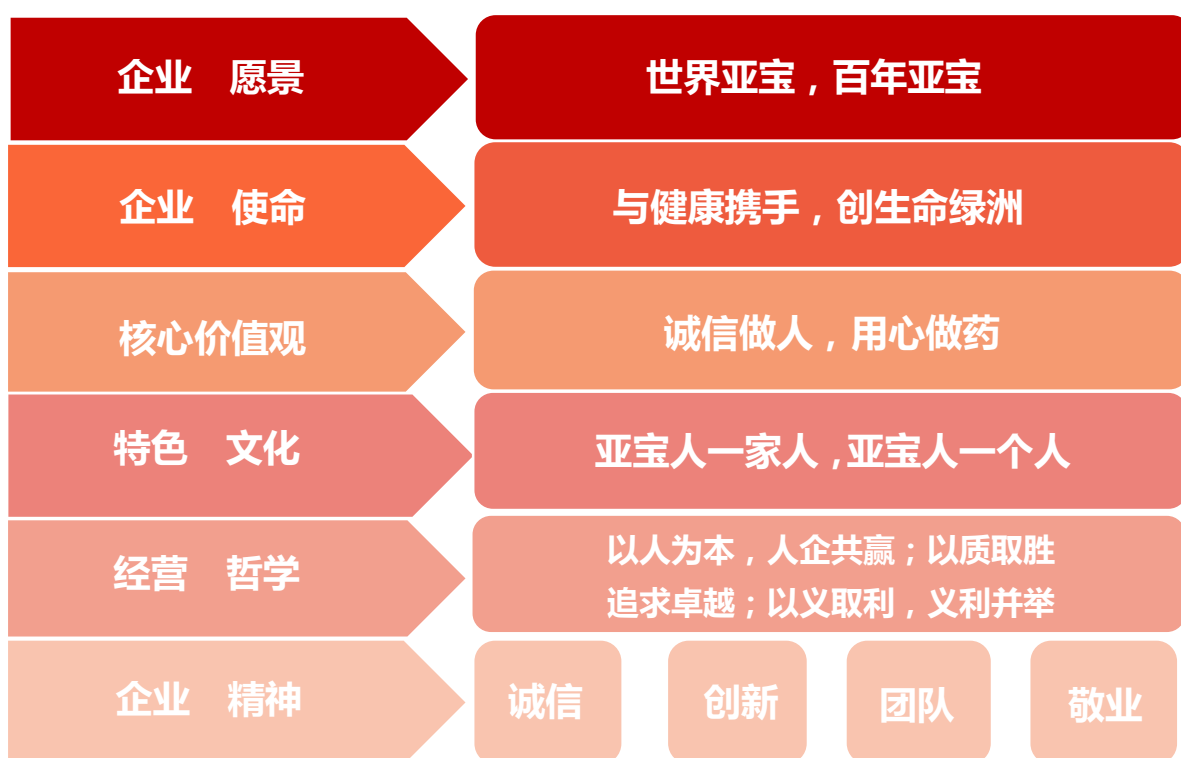 企业 愿景
世界亚宝，百年亚宝
企业 使命
与健康携手，创生命绿洲
核心价值观
诚信做人，用心做药
特色 文化
亚宝人一家人，亚宝人一个人
经营 哲学
以人为本，人企共赢；以质取胜
追求卓越；以义取利，义利并举
企业 精神
诚信
创新
团队
敬业